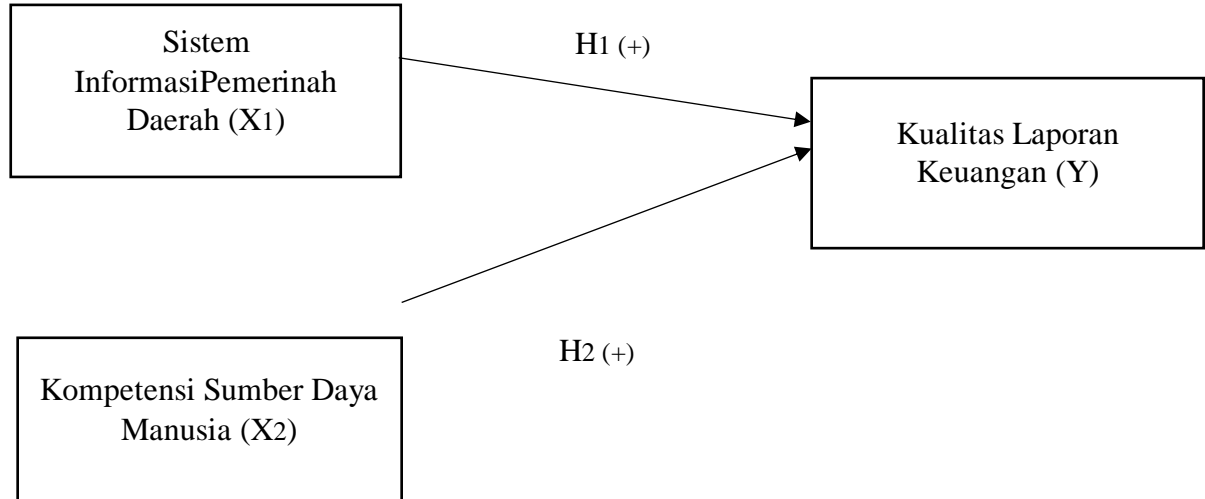 Sistem
InformasiPemerinah
Daerah (X1)
H1 (+)
Kualitas Laporan
Keuangan (Y)
H2 (+)
Kompetensi Sumber Daya
Manusia (X2)